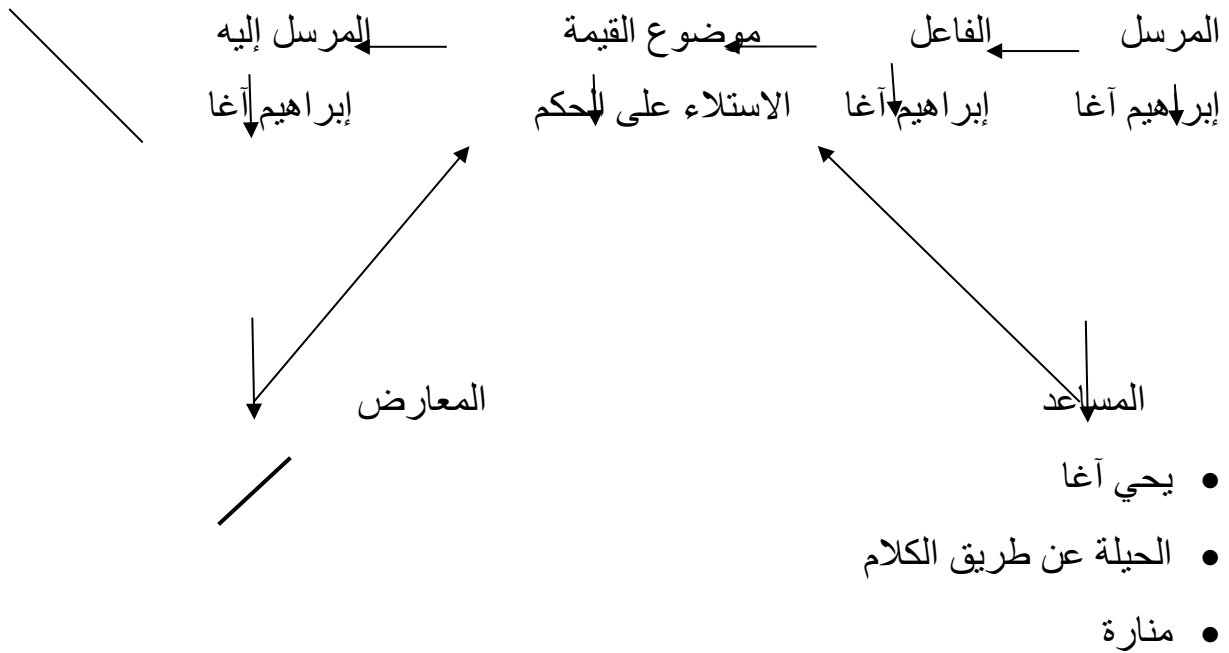 المرسل الفاعل موضوع القيمة المرسل إليه
إبراهيم آغا إبراهيم آغا الاستلاء على الحكم إبراهيم آغا
المساعد المعارض
● يحي آغا
● الحيلة عن طريق الكلام
● منارة